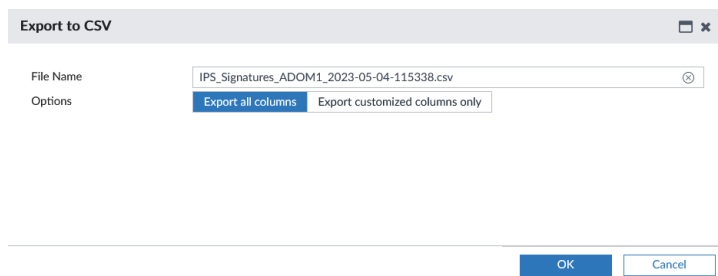 Export to CSV
File Name IPS_Signatures_ADOM1_2023-05-04-115338.csv
Options Export all columns Export customized columns only
OK Cancel